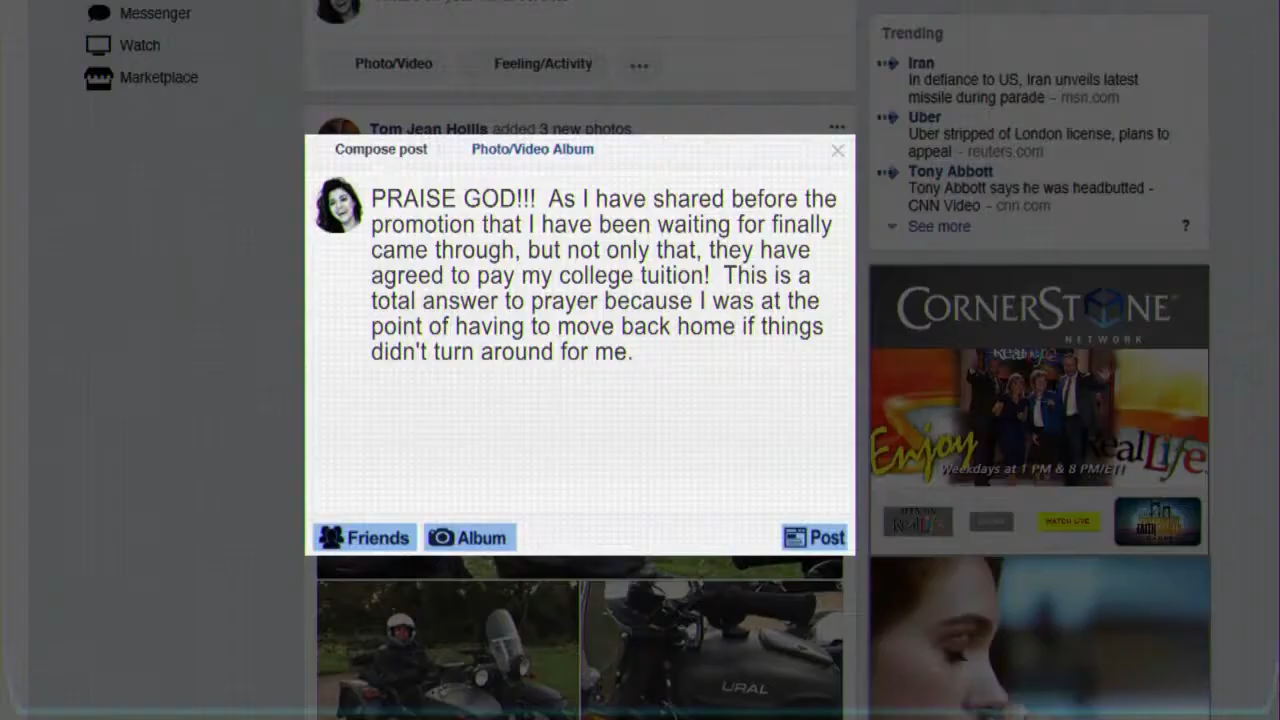 Messenger
Watch
Marketplace
Photo/Video
Feeling/Activity
Tom Jean Hollis added 3 new photos.
Compose post
Photo/Video Album
PRAISE GOD!!! As I have shared before the
promotion that I have been waiting for finally
came through, but not only that, they have
agreed to pay my college tuition! This is a
total answer to prayer because I was at the
point of having to move back home if things
didn't turn around for me.
Friends
Album
Post
URAL
Trending
Iran
In defiance to US, Iran unveils latest
missile during parade – msn.com
Uber
Uber stripped of London license, plans to
appeal - reuters.com
Tony Abbott
Tony Abbott says he was headbutted -
CNN Video – cnn.com
See more
?
CORNERSTONE
NETWORK
RealLife
Enjoy
RealLife
Weekdays at 1 PM & 8 PM/ET!
RealLife
WATCH LIVE
FAITH